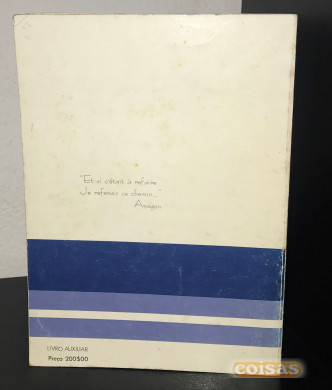 "Et si c'était à refaire
Je referais ce chemin..."
Aragon
LIVRO AUXILIAR
Preço 200$00
coisas